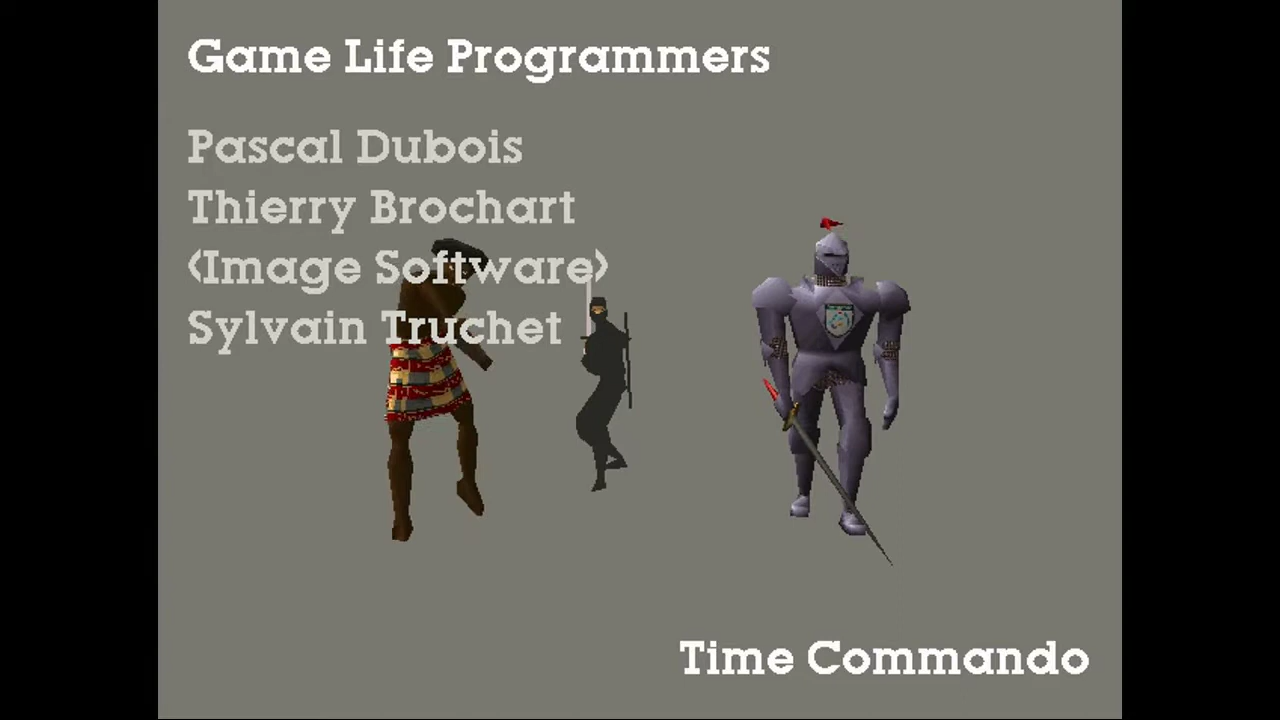 Game Life Programmers
Pascal Dubois
Thierry Brochart
(Image Software)
Sylvain Truchet
Time Commando